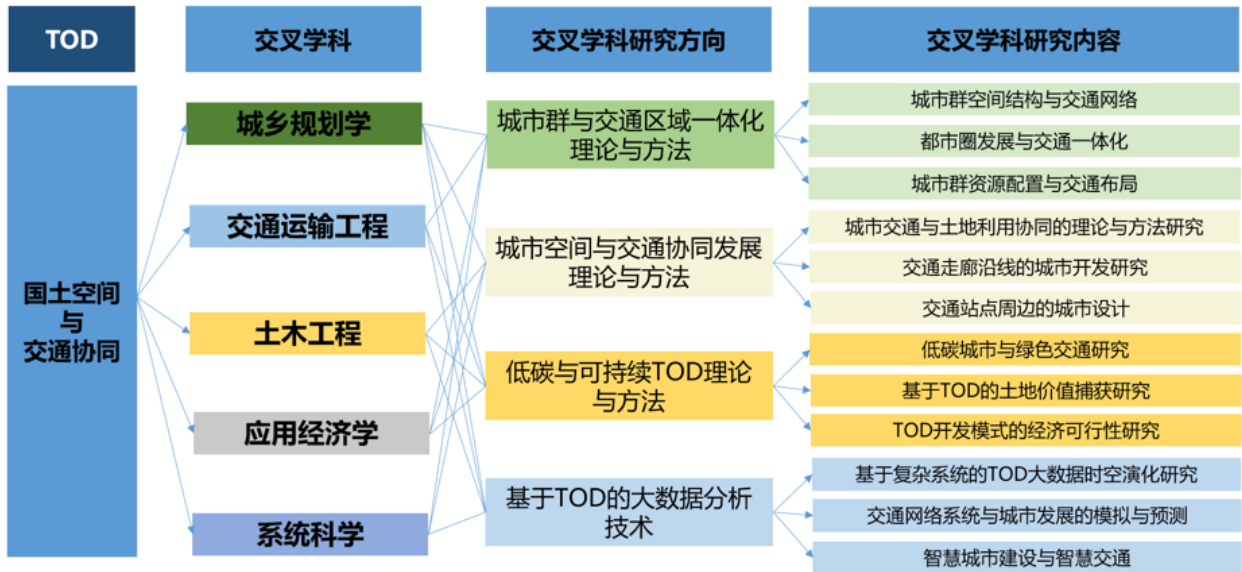 TOD
交叉学科
交叉学科研究方向
交叉学科研究内容
国土空间
与
交通协同
城乡规划学
交通运输工程
土木工程
应用经济学
系统科学
城市群与交通区域一体化
理论与方法
城市空间与交通协同发展
理论与方法
低碳与可持续TOD理论
与方法
基于TOD的大数据分析
技术
城市群空间结构与交通网络
都市圈发展与交通一体化
城市群资源配置与交通布局
城市交通与土地利用协同的理论与方法研究
交通走廊沿线的城市开发研究
交通站点周边的城市设计
低碳城市与绿色交通研究
基于TOD的土地价值捕获研究
TOD开发模式的经济可行性研究
基于复杂系统的TOD大数据时空演化研究
交通网络系统与城市发展的模拟与预测
智慧城市建设与智慧交通